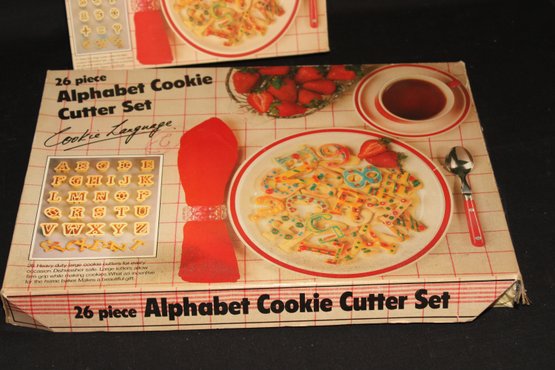 26 piece
Alphabet Cookie
Cutter Set
Cookie Language.
A B C D E
F G H I J K
L M N O P
Q R S T U
V W X Y Z
26 Heavy duty large cookie cutters for every
occasion. Dishwasher safe. Large letters allow
firm grip while making cookies. What an incentive
for the home baker. Makes a beautiful gift.
26 piece Alphabet Cookie Cutter Set